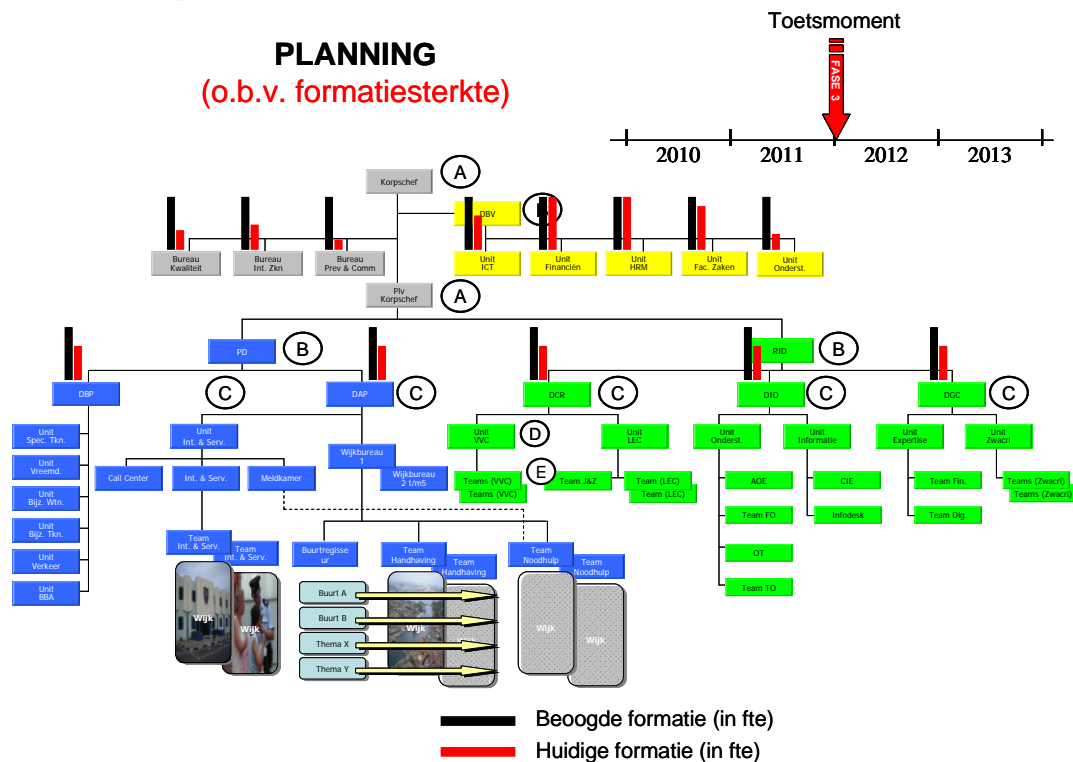 Toetsmoment
PLANNING
(o.b.v. formatiesterkte)
FASE 3
2010
2011
2012
2013
Korpschef
A
DBV
Bureau
Kwaliteit
Bureau
Int. Zkn
Bureau
Prev & Comm
Unit
ICT
Unit
Financiën
Unit
HRM
Unit
Fac. Zaken
Unit
Onderst.
Plv
Korpschef
A
PD
B
RID
B
DBP
C
DAP
C
DCR
C
DIO
C
DGC
C
Unit
Spec. Tkn.
Unit
Vreemd.
Unit
Bijz. Wtn.
Unit
Bijz. Tkn.
Unit
Verkeer
Unit
BBA
Unit
Int. & Serv.
Call Center
Int. & Serv.
Meldkamer
Wijkbureau
1
Wijkbureau
2 t/m5
Team
Int. & Serv.
Team
Int. & Serv.
Buurtregisse
ur
Team
Handhaving
Team
Handhaving
Team
Noodhulp
Team
Noodhulp
Unit
VVC
D
Unit
LEC
Teams (VVC)
Teams (VVC)
E
Team J&Z
Team (LEC)
Team (LEC)
Unit
Onderst.
Unit
Informatie
AOE
CIE
Team FO
Infodesk
OT
Team TO
Unit
Expertise
Unit
Zwacri
Team Fin.
Team Dig.
Teams (Zwacri)
Teams (Zwacri)
Buurt A
Buurt B
Thema X
Thema Y
Wijk
Wijk
Wijk
Wijk
Wijk
Beoogde formatie (in fte)
Huidige formatie (in fte)